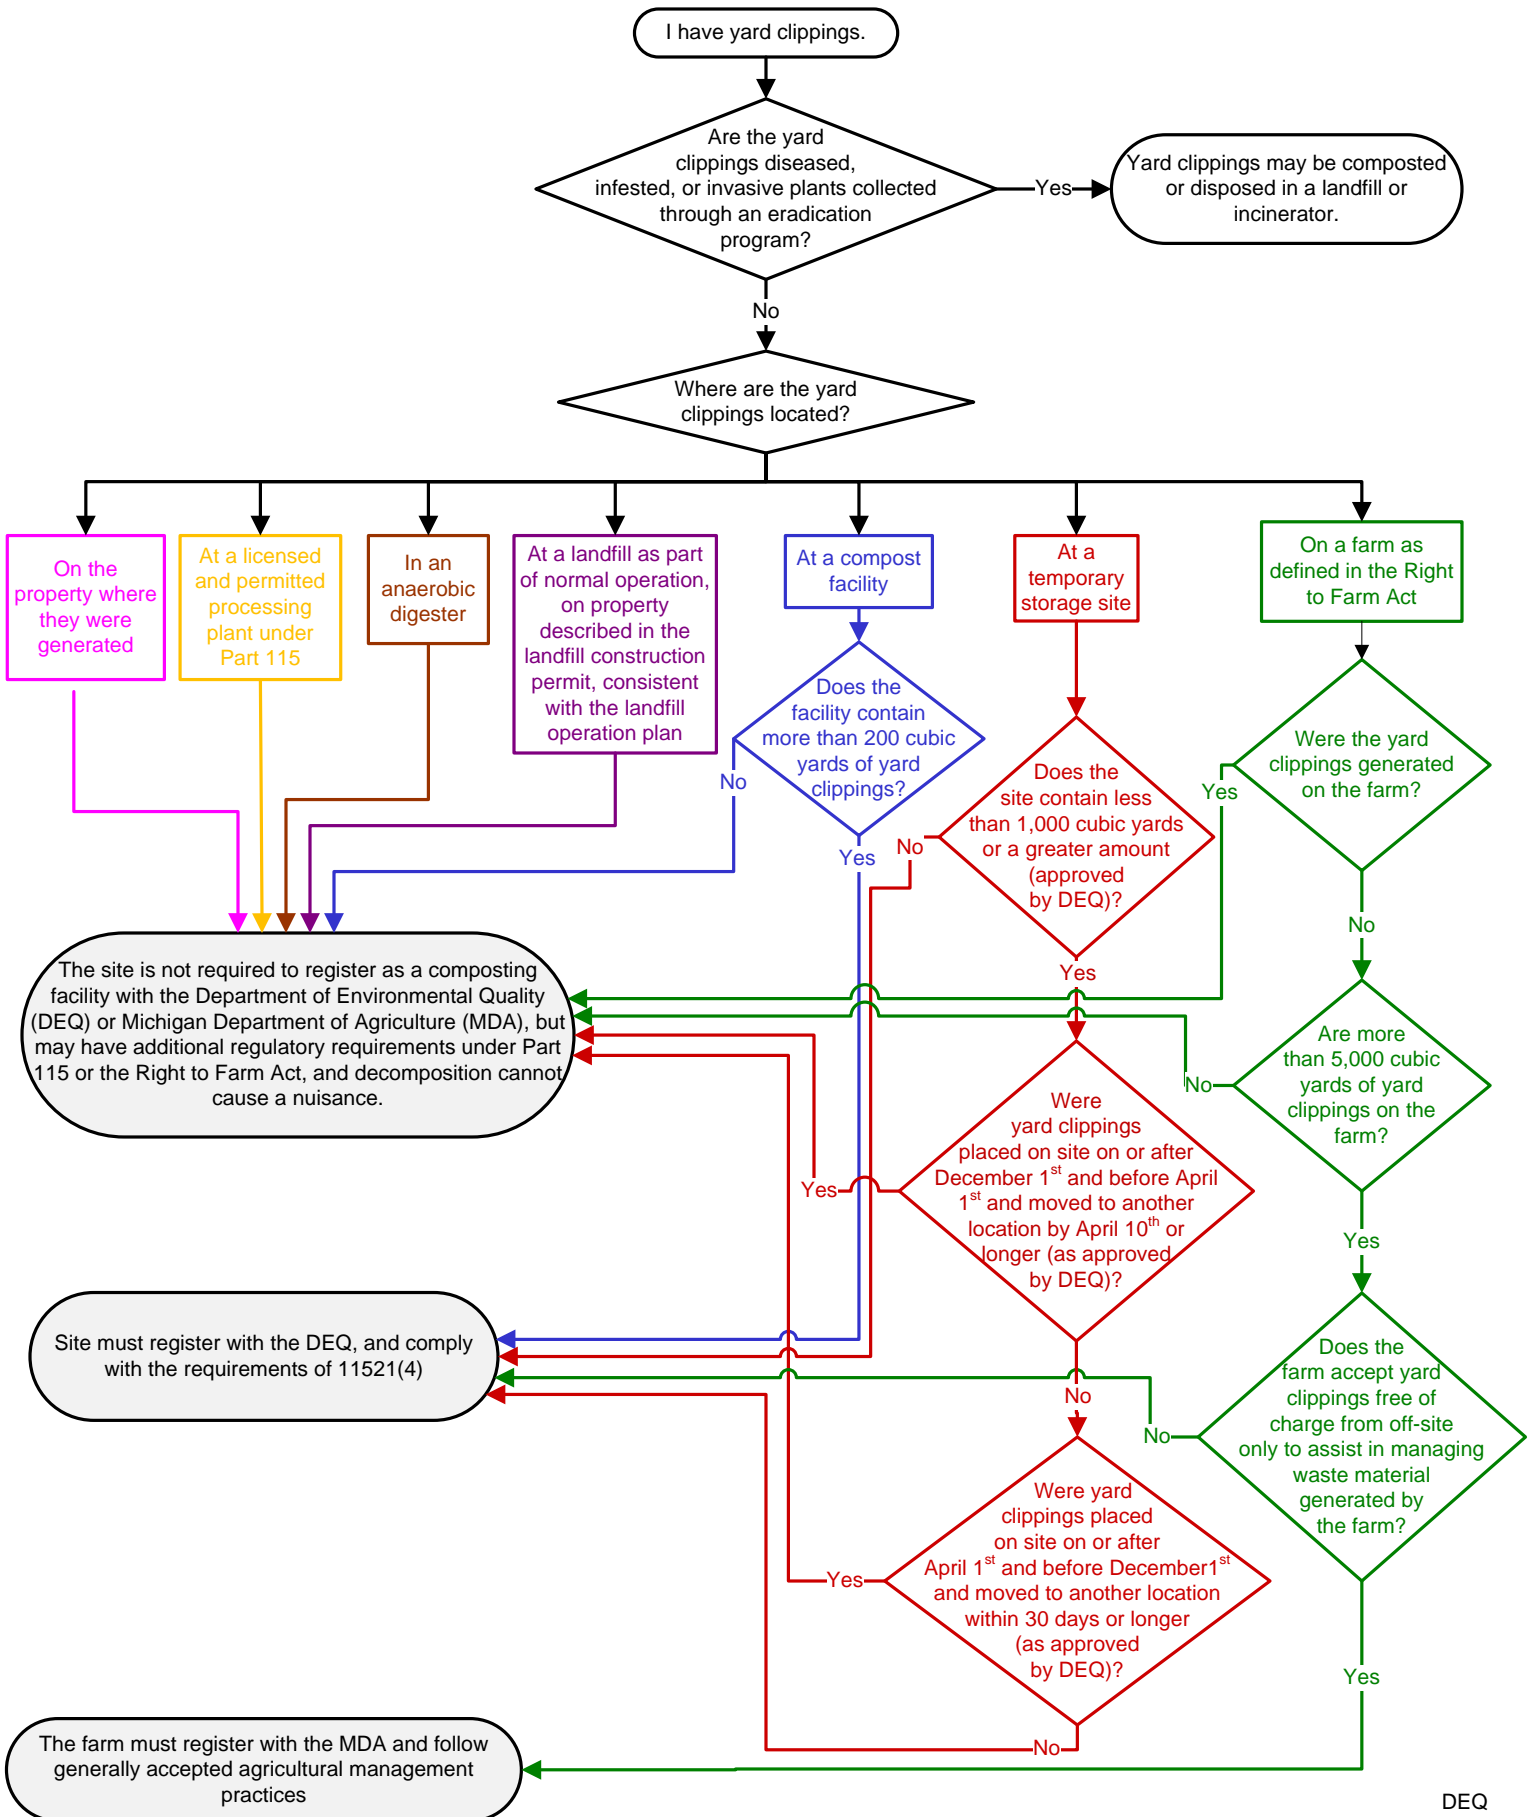 I have yard clippings.
Are the yard
clippings diseased,
infested, or invasive plants collected
through an eradication
program?
Yes
Yard clippings may be composted
or disposed in a landfill or
incinerator.
No
Where are the yard
clippings located?
On the
property where
they were
generated
At a licensed
and permitted
processing
plant under
Part 115
In an
anaerobic
digester
At a landfill as part
of normal operation,
on property
described in the
landfill construction
permit, consistent
with the landfill
operation plan
At a compost
facility
At a
temporary
storage site
On a farm as
defined in the Right
to Farm Act
Does the
facility contain
more than 200 cubic
yards of yard
clippings?
No
Yes
Does the
site contain less
than 1,000 cubic yards
or a greater amount
(approved
by DEQ)?
No
Yes
Were the yard
clippings generated
on the farm?
Yes
No
The site is not required to register as a composting
facility with the Department of Environmental Quality
(DEQ) or Michigan Department of Agriculture (MDA), but
may have additional regulatory requirements under Part
115 or the Right to Farm Act, and decomposition cannot
cause a nuisance.
Are more
than 5,000 cubic
yards of yard
clippings on the
farm?
No
Yes
Were
yard clippings
placed on site on or after
December 1st and before April
1st and moved to another
location by April 10th or
longer (as approved
by DEQ)?
Yes
No
Site must register with the DEQ, and comply
with the requirements of 11521(4)
Does the
farm accept yard
clippings free of
charge from off-site
only to assist in managing
waste material
generated by
the farm?
No
Yes
Were yard
clippings placed
on site on or after
April 1st and before December1st
and moved to another location
within 30 days or longer
(as approved
by DEQ)?
Yes
No
The farm must register with the MDA and follow
generally accepted agricultural management
practices
DEQ